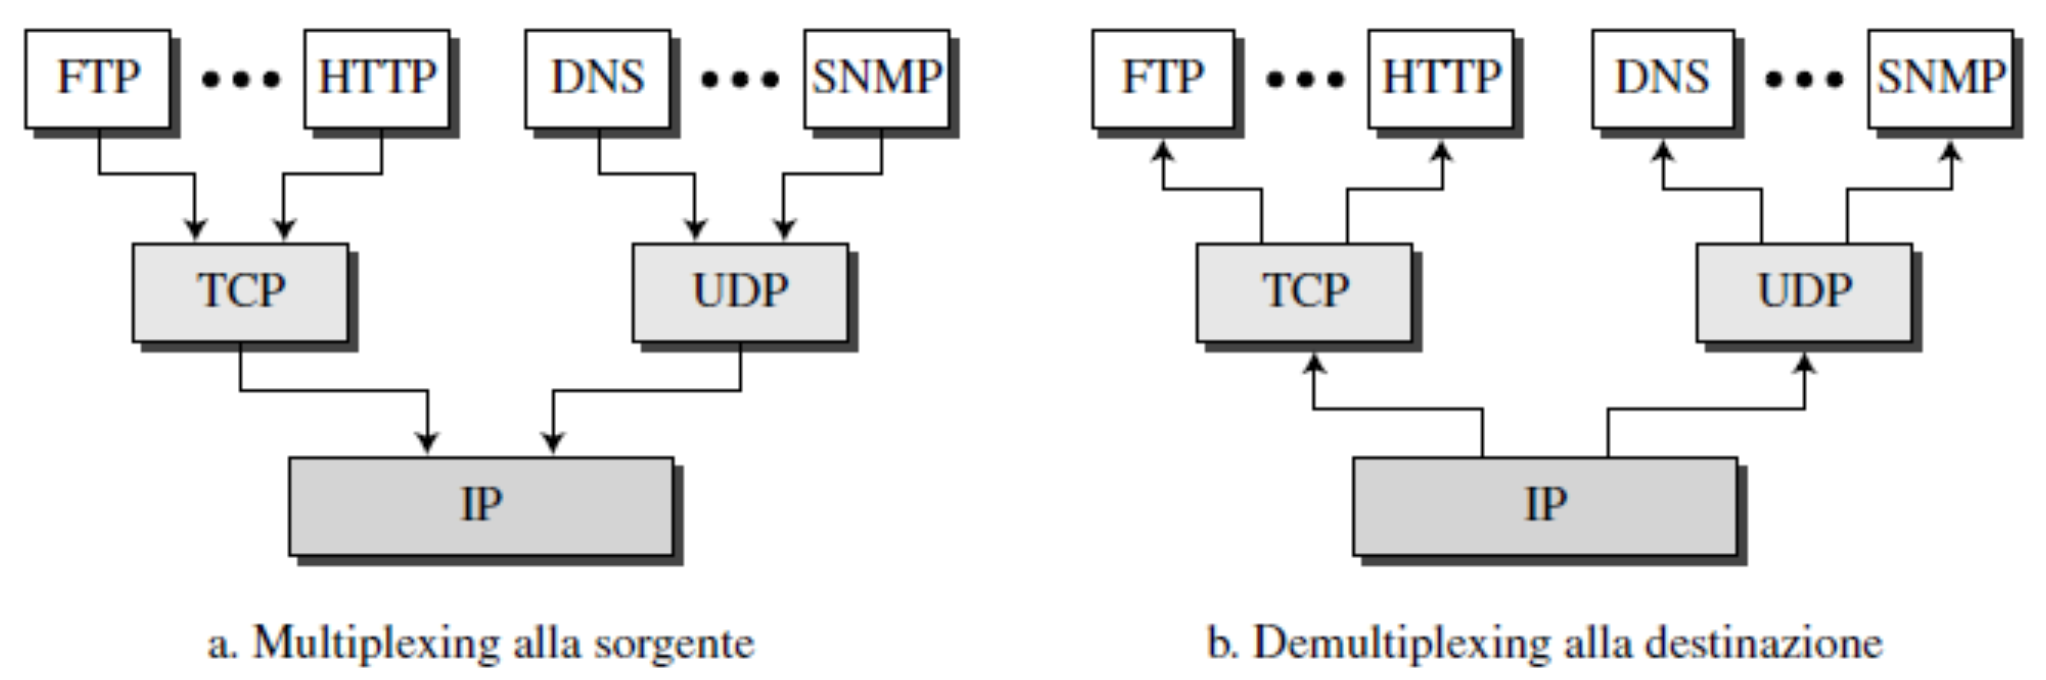 FTP ••• HTTP DNS ••• SNMP FTP ••• HTTP DNS ••• SNMP
TCP UDP TCP UDP
IP IP
a. Multiplexing alla sorgente b. Demultiplexing alla destinazione